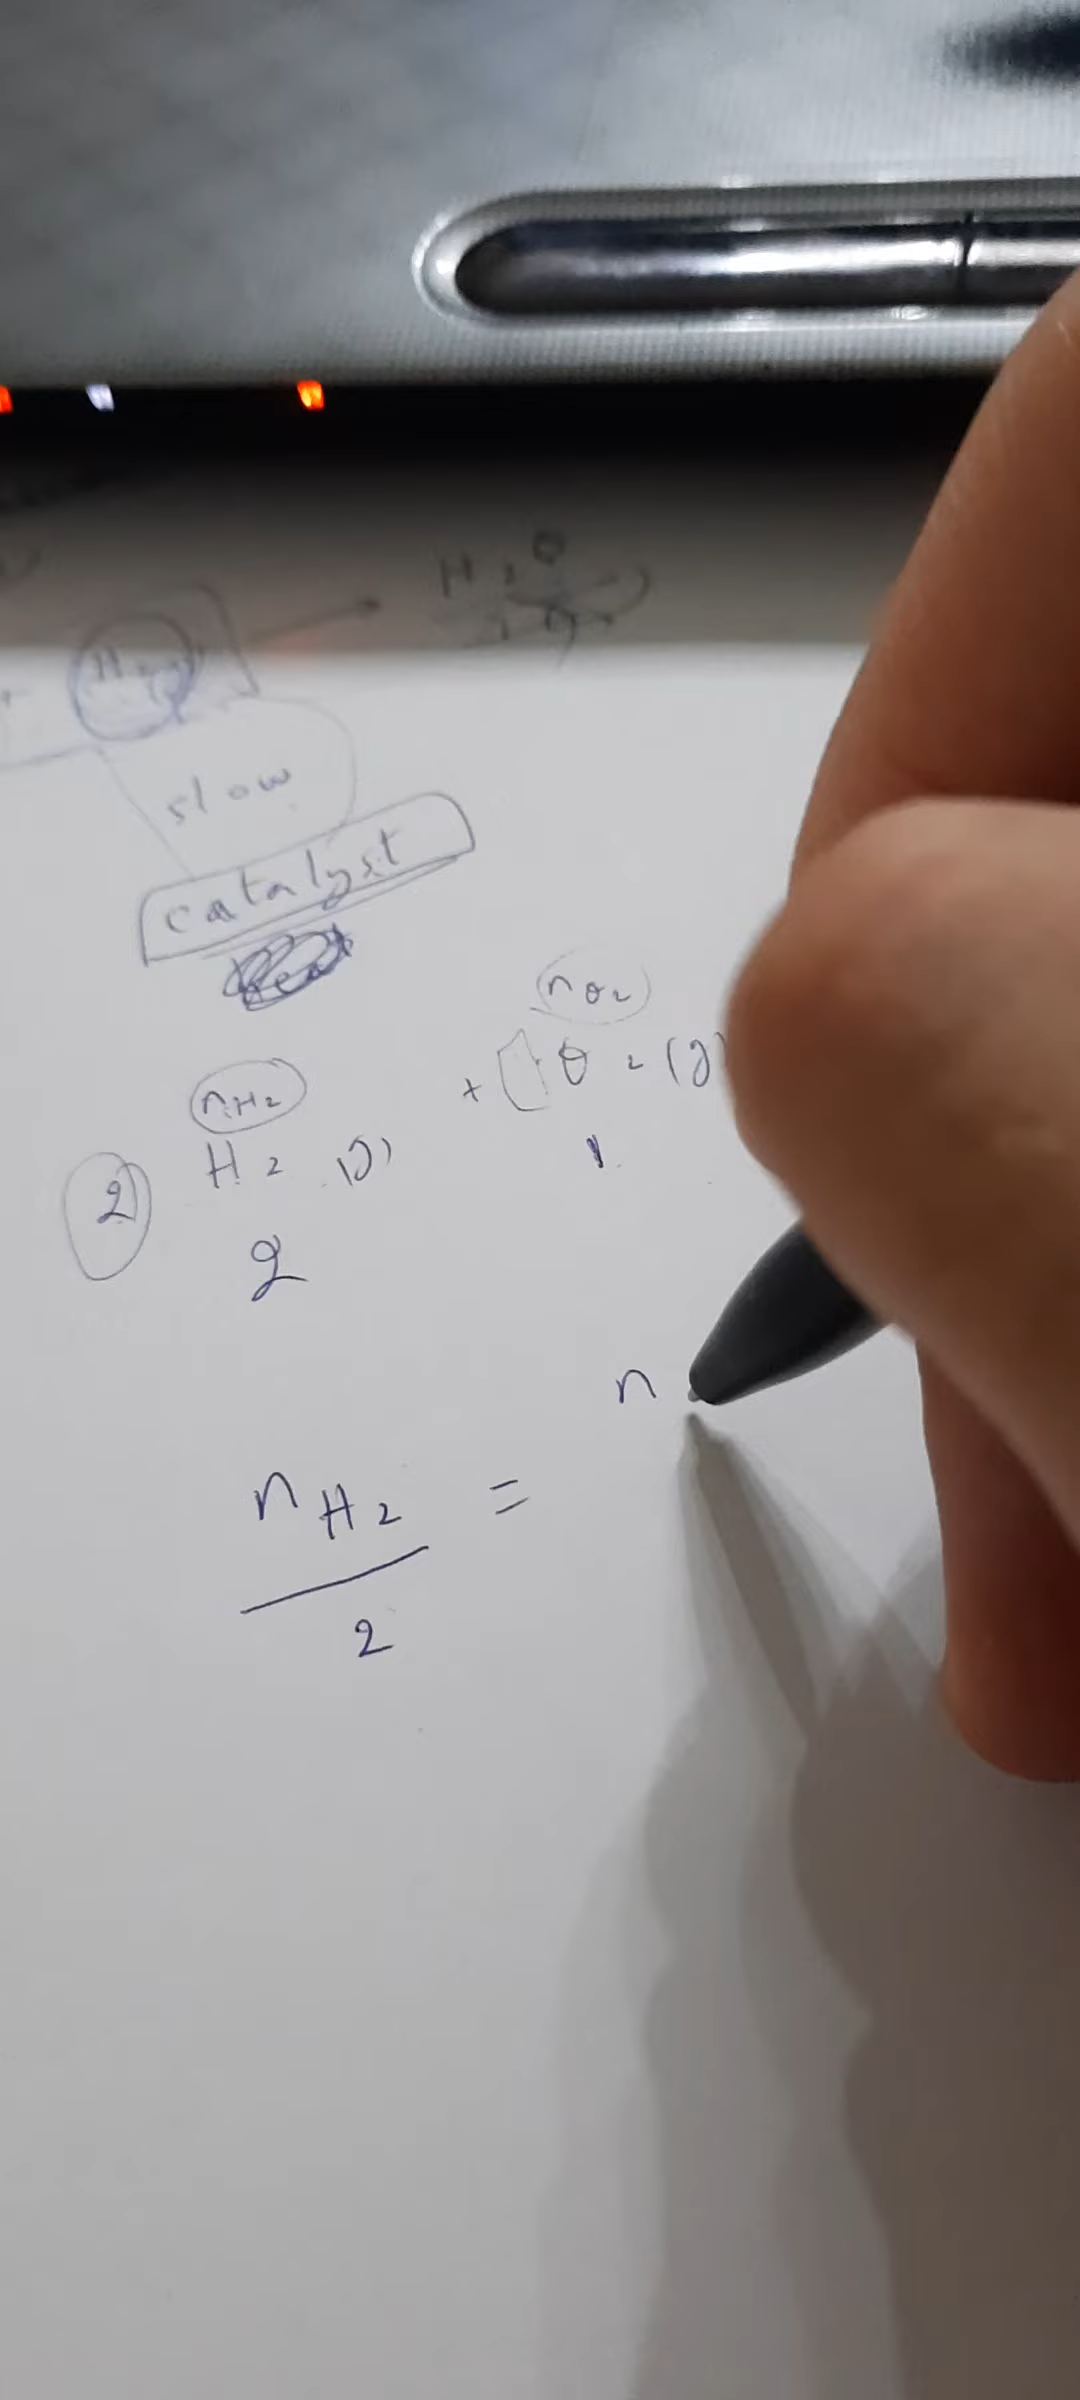 H2O
slow
catalyst
nO2
nH2
+ 1 O2 (g)
2 H2 (g)
1
2
n
nH2 =
2